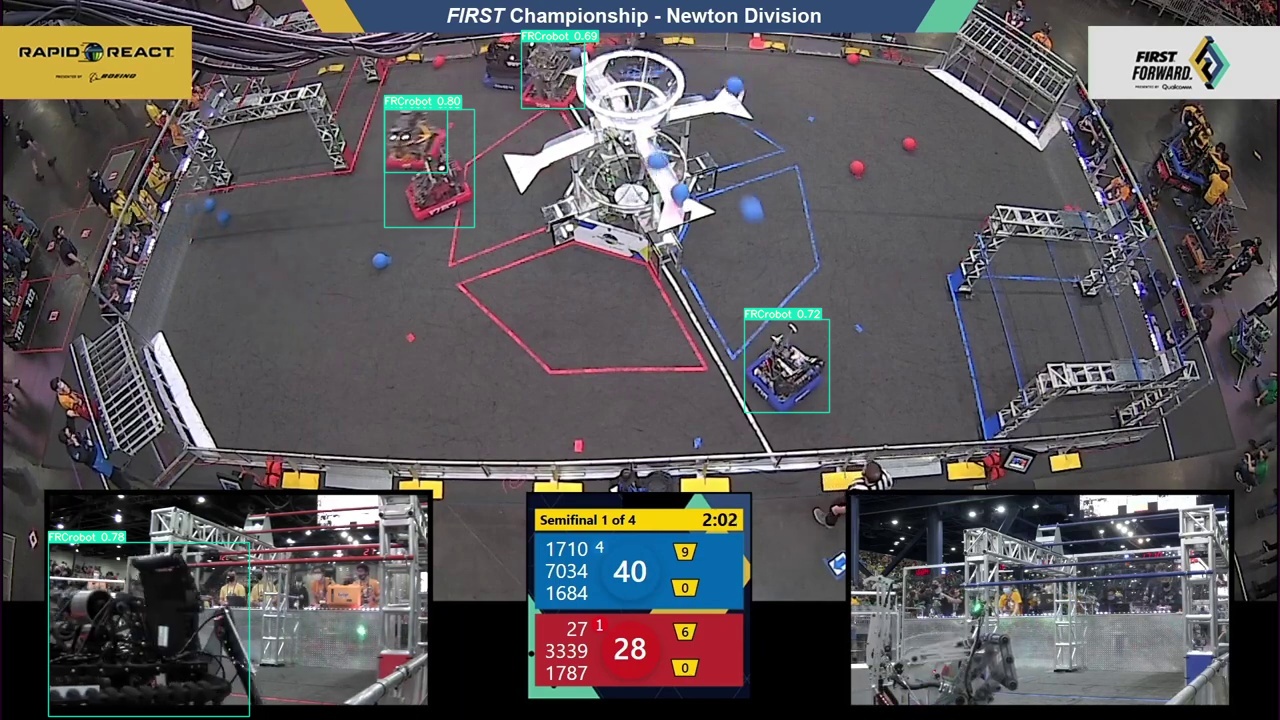 FIRST Championship - Newton Division
RAPID REACT
PRESENTED BY BOEING
FIRST
FORWARD
PRESENTED BY Qualcomm
FRCrobot 0.69
FRCrobot 0.80
FRCrobot 0.72
FRCrobot 0.78
Semifinal 1 of 4 2:02
1710 4
7034
1684
40
9
0
27 1
3339
1787
28
6
0